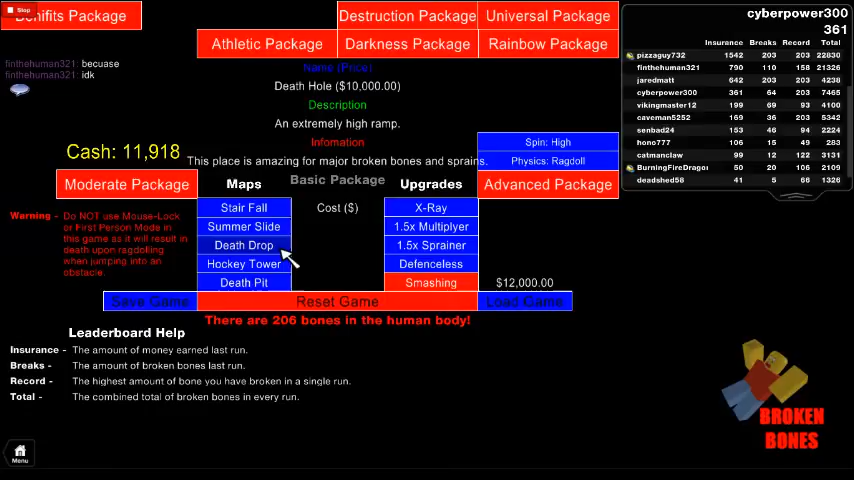 Stop
Benifits Package
Destruction Package
Universal Package
Athletic Package
Darkness Package
Rainbow Package
finthehuman321: becuase
finthehuman321: idk
Name (Price)
Death Hole ($10,000.00)
Description
An extremely high ramp.
Infomation
This place is amazing for major broken bones and sprains.
Cash: 11,918
Spin: High
Physics: Ragdoll
Moderate Package
Maps
Basic Package
Upgrades
Advanced Package
Stair Fall
Cost ($)
X-Ray
Summer Slide
1.5x Multiplyer
Death Drop
1.5x Sprainer
Hockey Tower
Defenceless
Death Pit
Smashing
$12,000.00
Warning - Do NOT use Mouse-Lock
or First Person Mode in
this game as it will result in
death upon ragdolling
when jumping into an
obstacle.
Save Game
Reset Game
Load Game
There are 206 bones in the human body!
Leaderboard Help
Insurance - The amount of money earned last run.
Breaks - The amount of broken bones last run.
Record - The highest amount of bone you have broken in a single run.
Total - The combined total of broken bones in every run.
Menu
cyberpower300
361
Insurance Breaks Record Total
pizzaguy732 1542 203 203 22830
finthehuman321 790 110 158 21326
jaredmatt 642 203 203 4238
cyberpower300 361 64 203 7465
vikingmaster12 199 69 93 4100
caveman5252 169 36 203 5342
senbad24 153 46 94 2224
hono777 106 15 49 283
catmanclaw 99 12 122 3131
BurningFireDragon 50 20 106 2109
deadshed58 41 5 66 1326
BROKEN
BONES